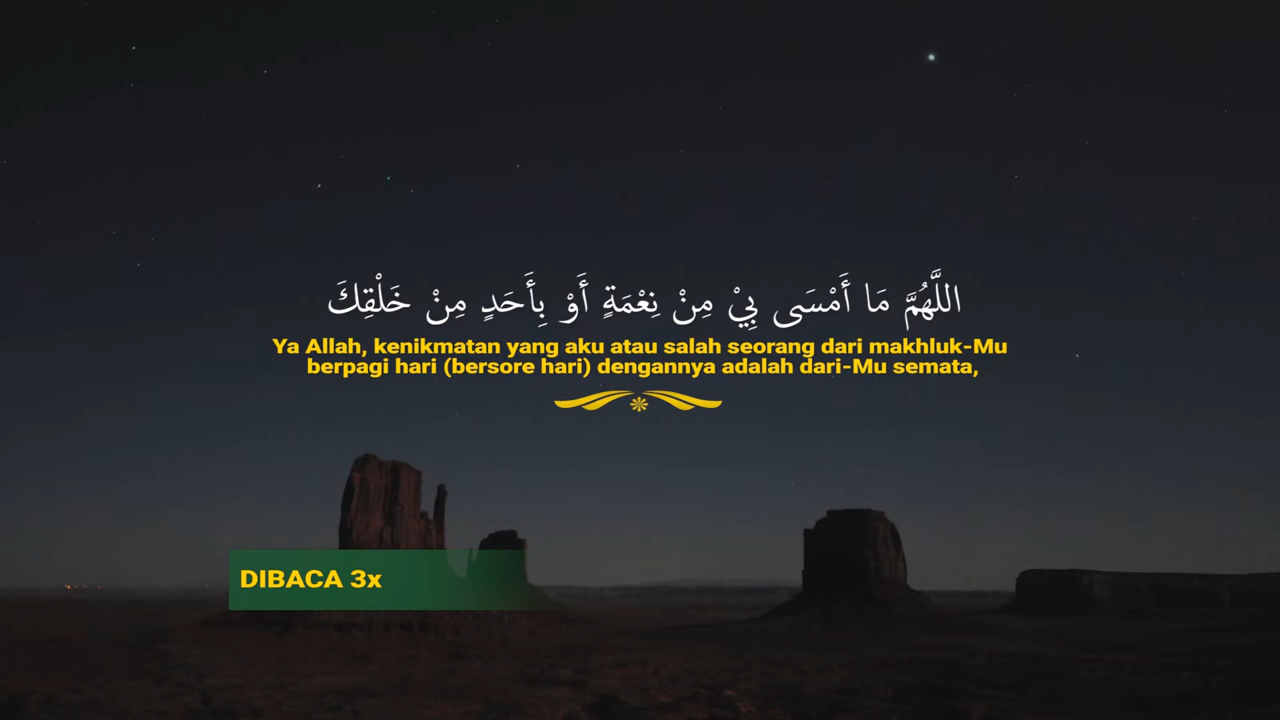 اللَّهُمَّ مَا أَمْسَى بِيْ مِنْ نِعْمَةٍ أَوْ بِأَحَدٍ مِنْ خَلْقِكَ
Ya Allah, kenikmatan yang aku atau salah seorang dari makhluk-Mu
berpagi hari (bersore hari) dengannya adalah dari-Mu semata,
DIBACA 3x